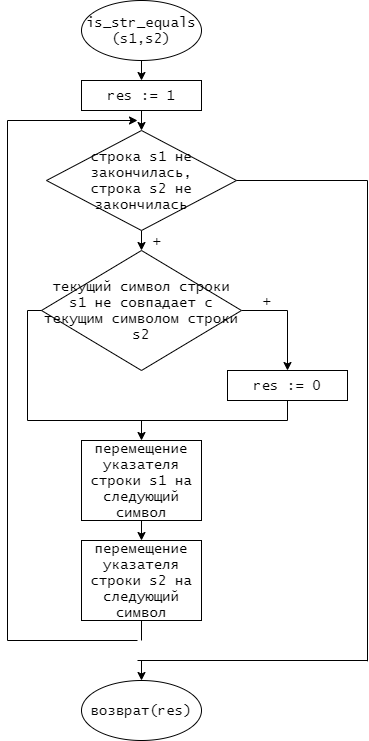 is_str_equals
(s1,s2)
res := 1
строка s1 не
закончилась,
строка s2 не
закончилась
+
текущий символ строки
s1 не совпадает с
текущим символом строки
s2
+
res := 0
перемещение
указателя
строки s1 на
следующий
символ
перемещение
указателя
строки s2 на
следующий
символ
возврат(res)